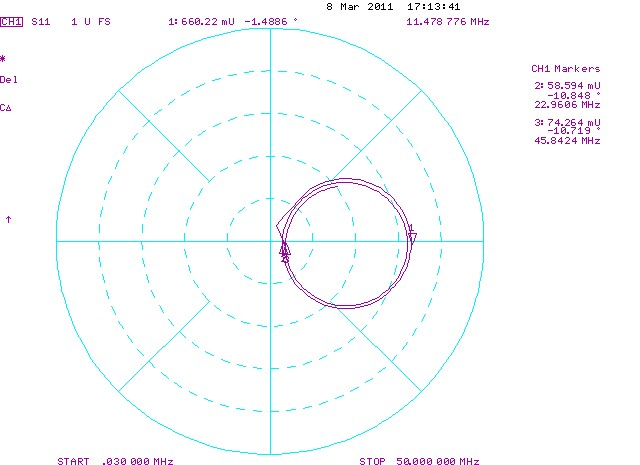 8 Mar 2011 17:13:41
CH1 S11 1 U FS 1:660.22 mU -1.4886 ° 11.478 776 MHz
*
Del
CΔ
↑
CH1 Markers
2:58.594 mU
-10.848 °
22.9606 MHz
3:74.264 mU
-10.719 °
45.8424 MHz
1
START .030 000 MHz STOP 50.000 000 MHz